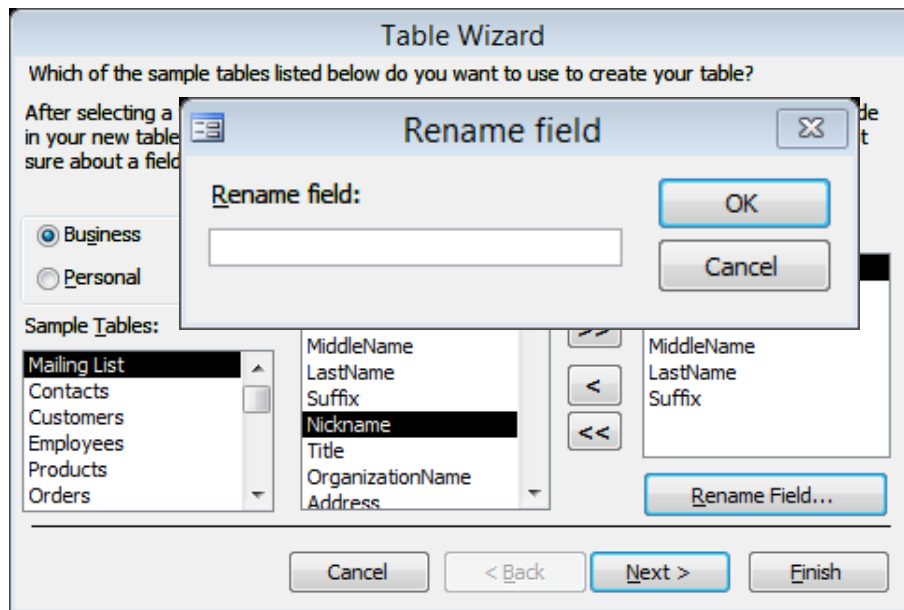 Table Wizard
Which of the sample tables listed below do you want to use to create your table?
After selecting a
in your new table
sure about a field
Rename field
Rename field:
OK
Cancel
Business
Personal
Sample Tables:
Mailing List
Contacts
Customers
Employees
Products
Orders
MiddleName
LastName
Suffix
Nickname
Title
OrganizationName
Address
>>
<
<<
MiddleName
LastName
Suffix
Rename Field...
Cancel
< Back
Next >
Finish